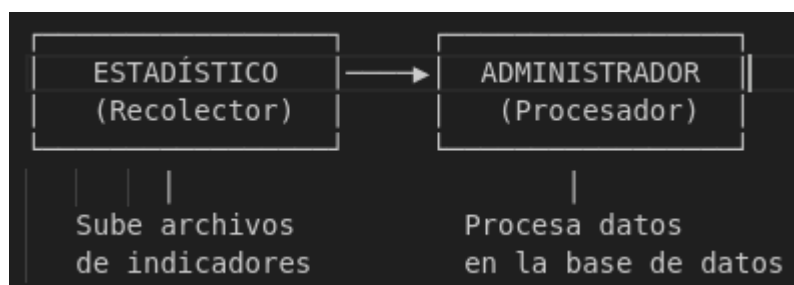 ESTADÍSTICO
(Recolector)
ADMINISTRADOR
(Procesador)
Sube archivos
de indicadores
Procesa datos
en la base de datos